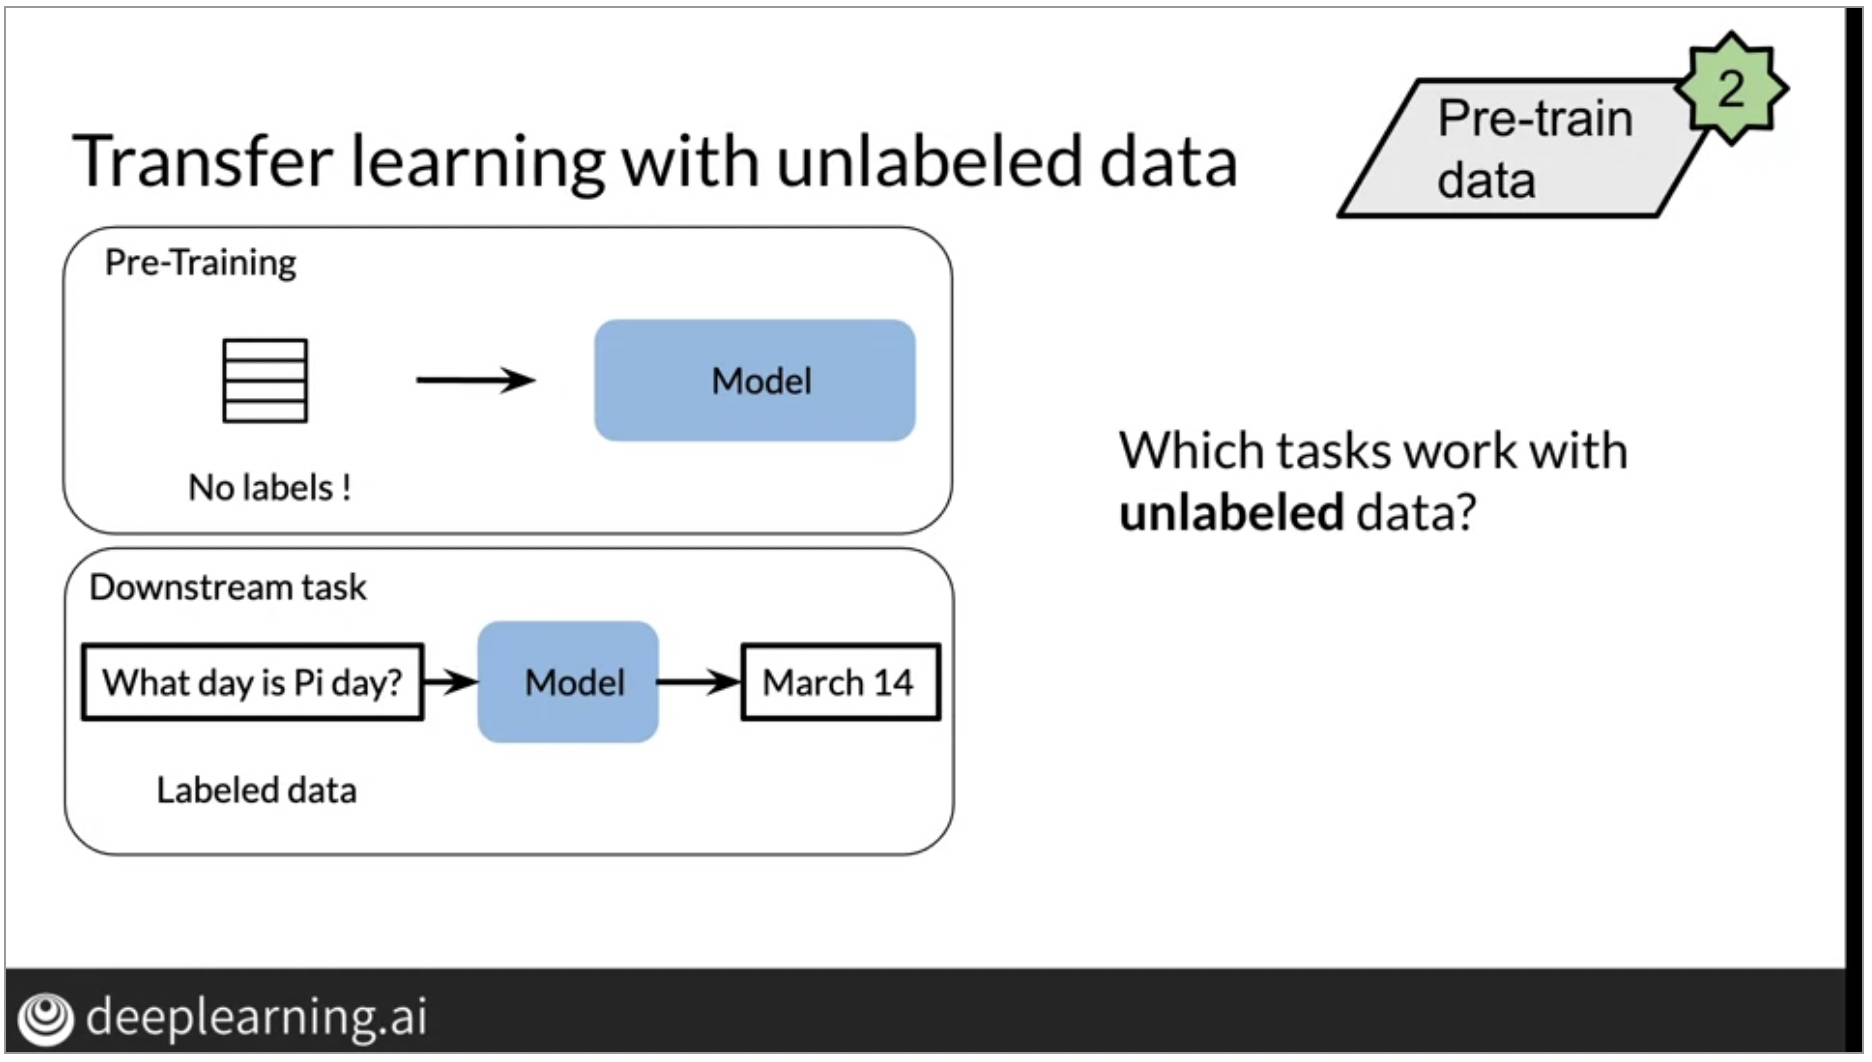 Transfer learning with unlabeled data
Pre-train
data
2
Pre-Training
Model
No labels !
Which tasks work with
unlabeled data?
Downstream task
What day is Pi day?
Model
March 14
Labeled data
deeplearning.ai